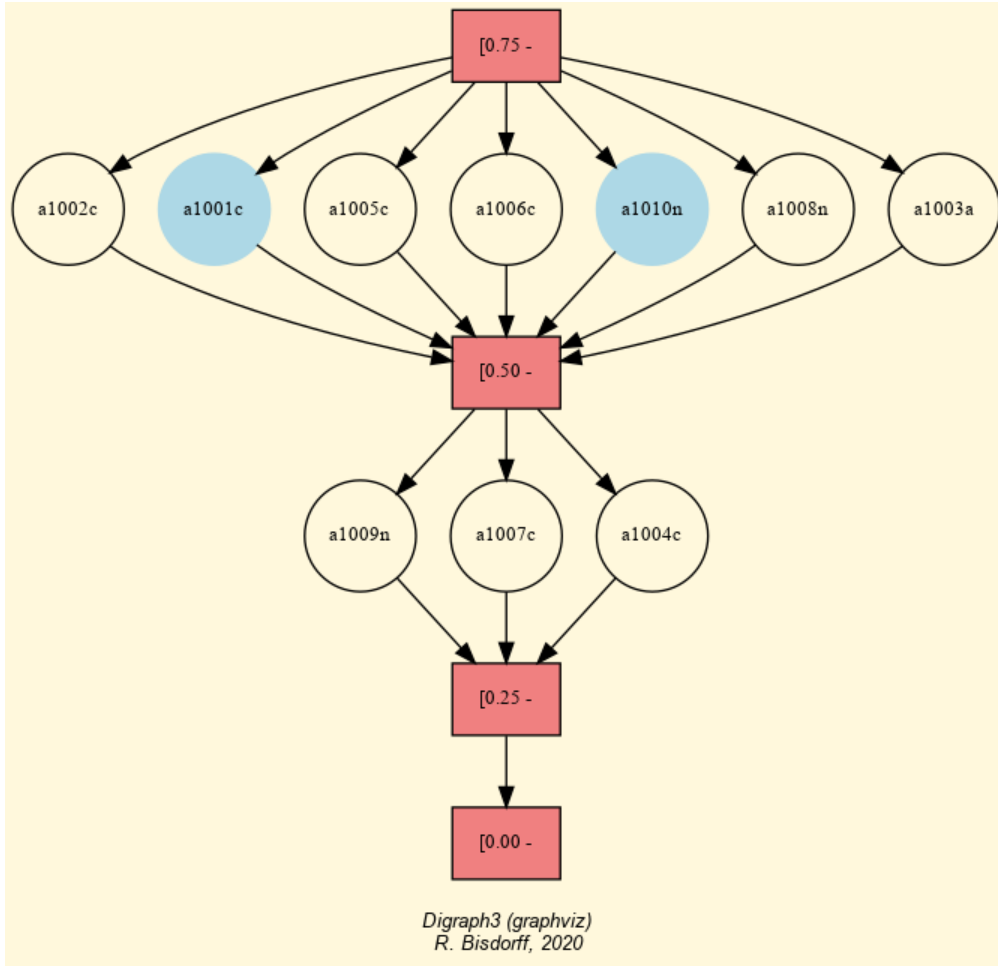 [0.75 -
a1002c
a1001c
a1005c
a1006c
a1010n
a1008n
a1003a
[0.50 -
a1009n
a1007c
a1004c
[0.25 -
[0.00 -
Digraph3 (graphviz)
R. Bisdorff, 2020